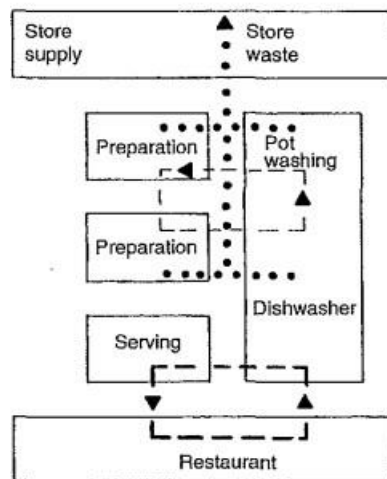 Store
supply
Store
waste
Preparation
Pot
washing
Preparation
Dishwasher
Serving
Restaurant